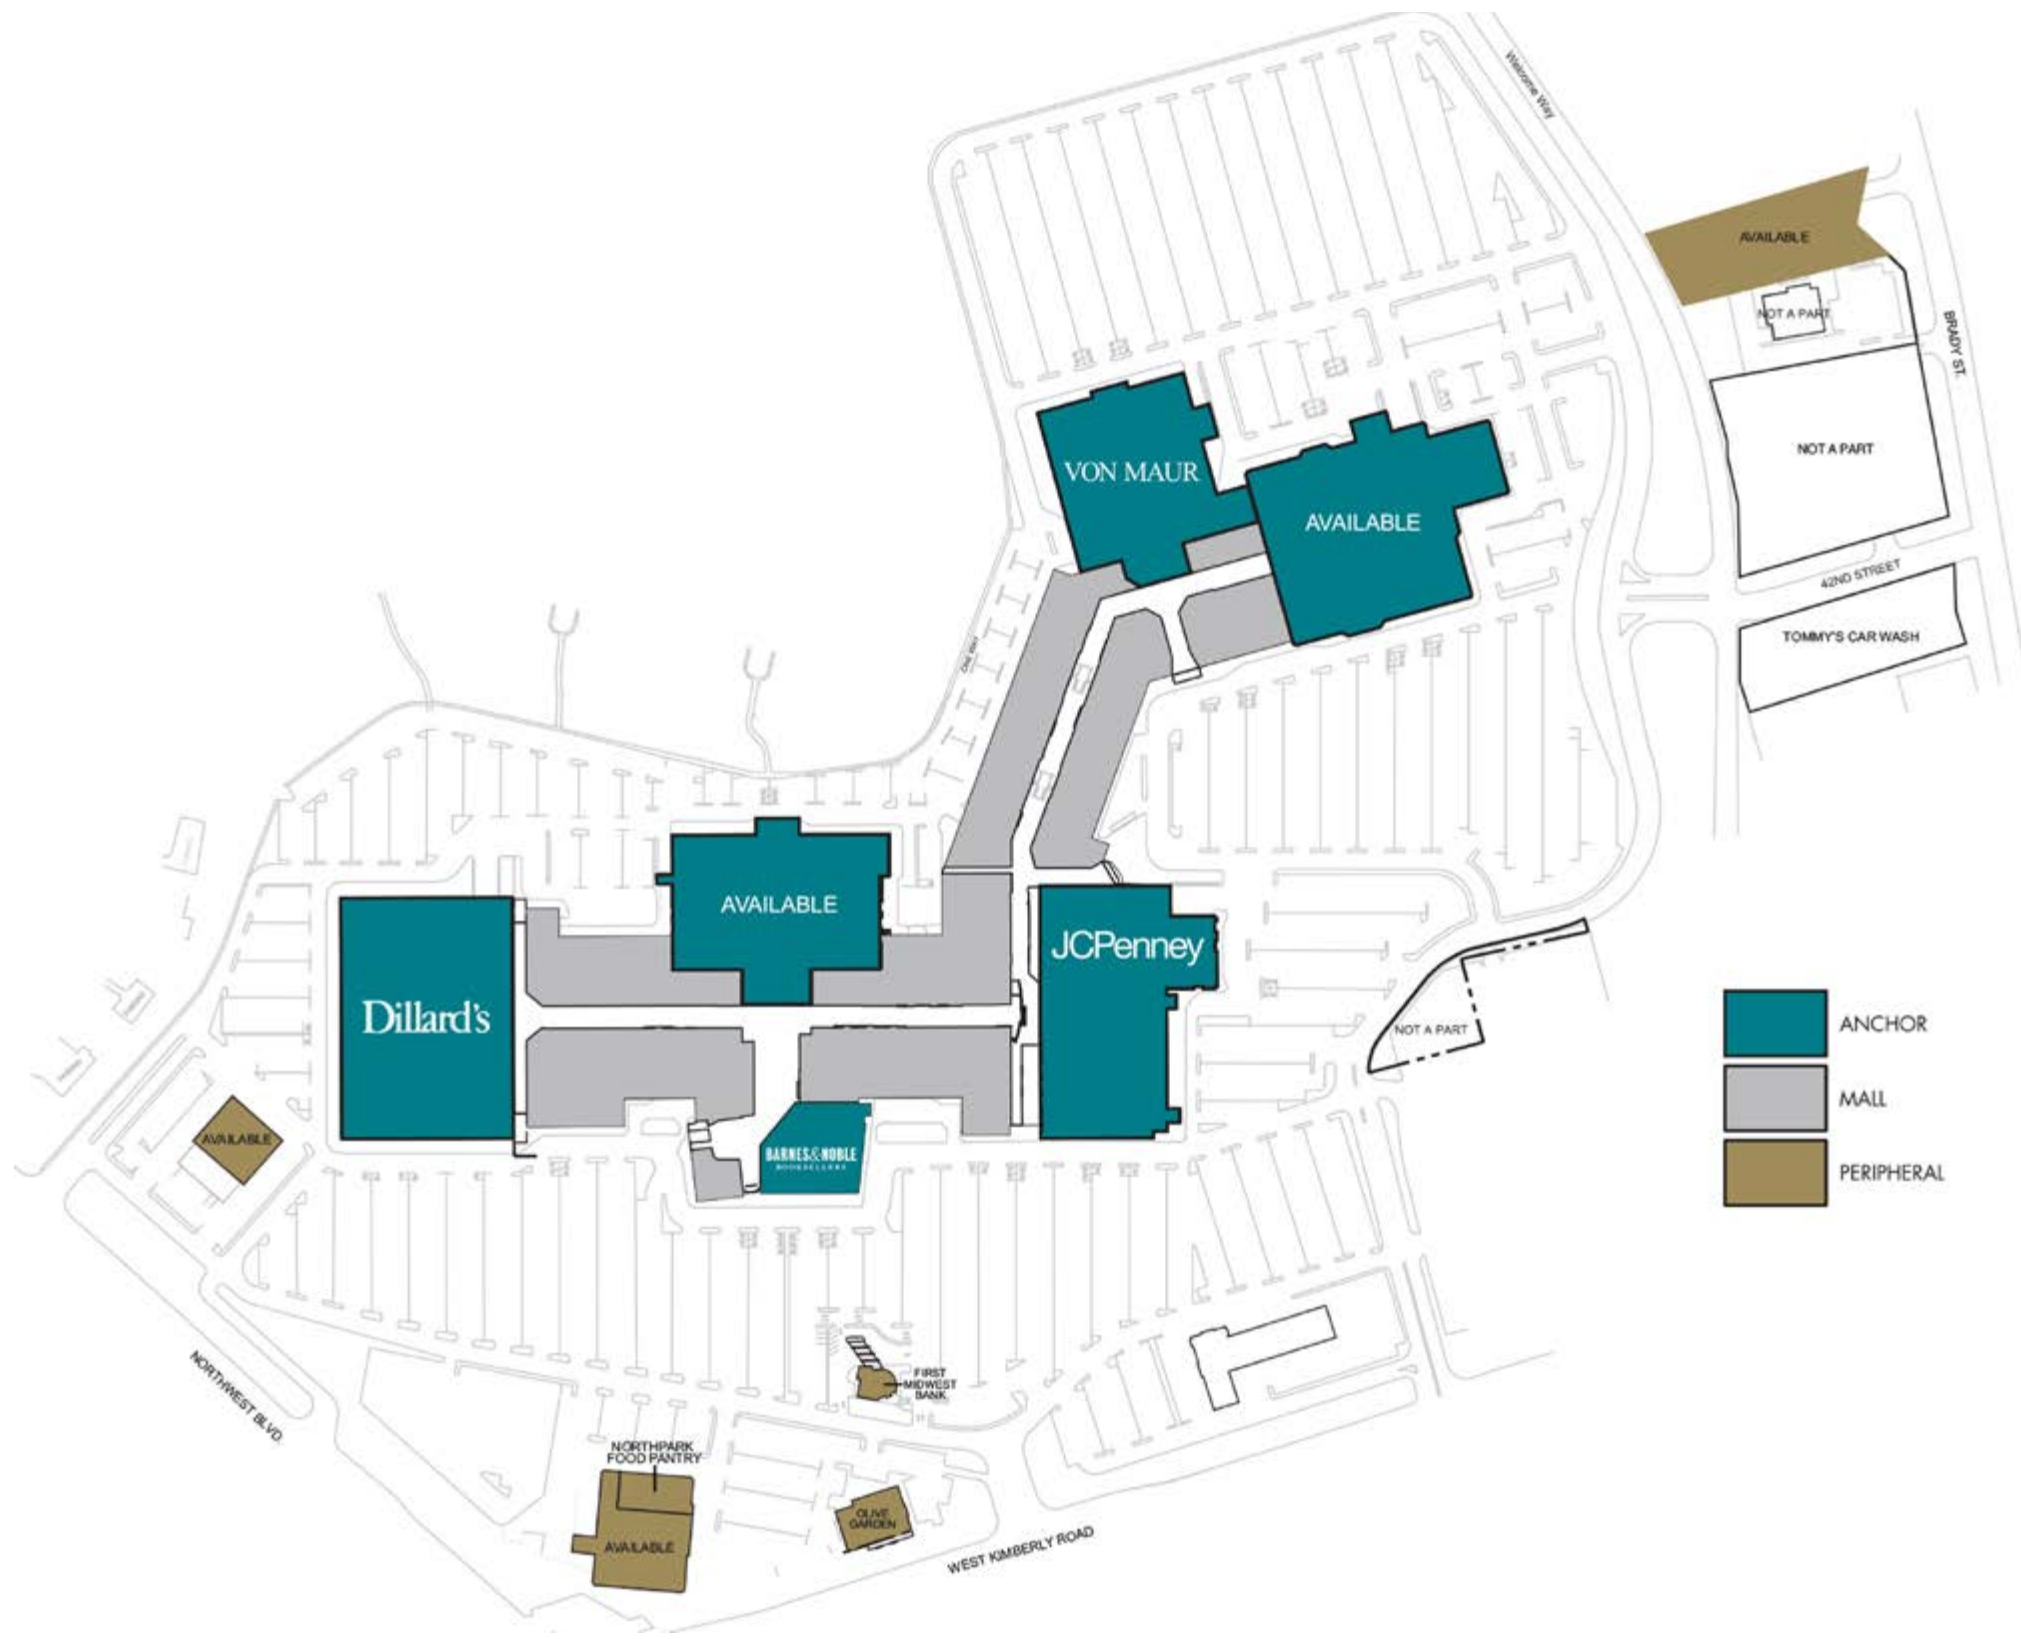 Welcome Way
AVAILABLE
NOT A PART
BRADY ST.
NOT A PART
VON MAUR
AVAILABLE
42ND STREET
TOMMY'S CAR WASH
ONE WAY
AVAILABLE
JCPenney
Dillard's
NOT A PART
ANCHOR
MALL
PERIPHERAL
AVAILABLE
BARNES & NOBLE
BOOKSELLERS
FIRST
MIDWEST
BANK
NORTHWEST BLVD.
NORTHPARK
FOOD PANTRY
AVAILABLE
OLIVE
GARDEN
WEST KIMBERLY ROAD